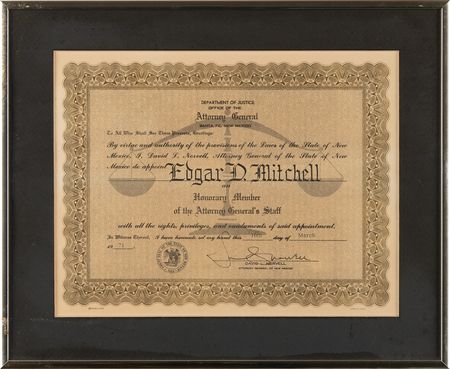 DEPARTMENT OF JUSTICE
OFFICE OF THE
Attorney General
SANTA FE, NEW MEXICO
To All Who Shall See These Presents, Greetings:
By virtue and authority of the provisions of the Laws of the State of New
Mexico, I, David L. Norvell, Attorney General of the State of New
Mexico do appoint Edgar D. Mitchell
an
Honorary Member
of the Attorney General's Staff
with all the rights, privileges, and emoluments of said appointment.
In Witness Whereof, I have hereunto set my hand this day of March
19 71
DAVID L. NORVELL
ATTORNEY GENERAL OF NEW MEXICO